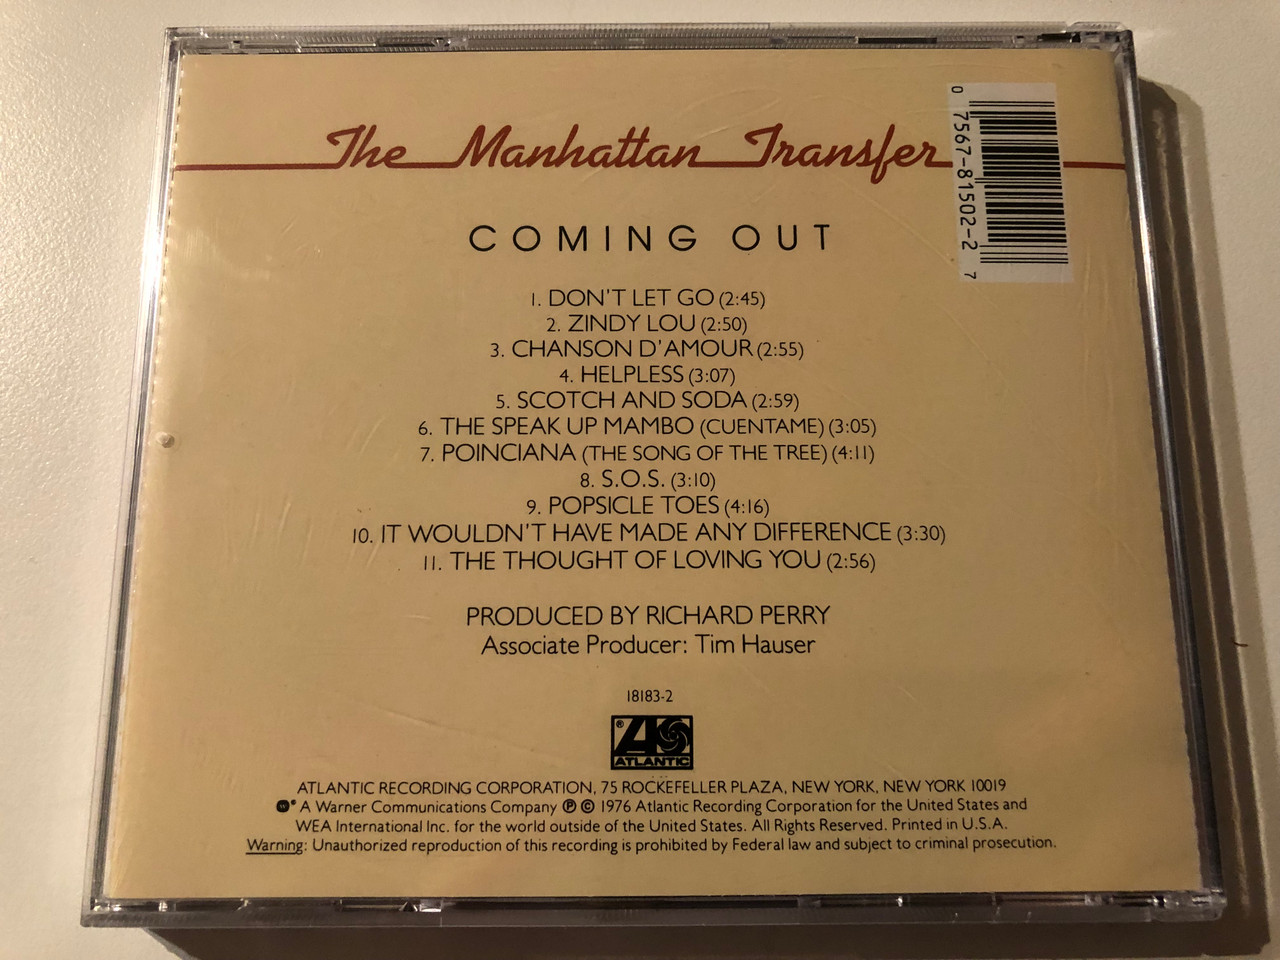 The Manhattan Transfer
0 7567-81502-2 7
COMING OUT
1. DON'T LET GO (2:45)
2. ZINDY LOU (2:50)
3. CHANSON D'AMOUR (2:55)
4. HELPLESS (3:07)
5. SCOTCH AND SODA (2:59)
6. THE SPEAK UP MAMBO (CUENTAME) (3:05)
7. POINCIANA (THE SONG OF THE TREE) (4:11)
8. S.O.S. (3:10)
9. POPSICLE TOES (4:16)
10. IT WOULDN'T HAVE MADE ANY DIFFERENCE (3:30)
11. THE THOUGHT OF LOVING YOU (2:56)
PRODUCED BY RICHARD PERRY
Associate Producer: Tim Hauser
18183-2
® ATLANTIC
ATLANTIC RECORDING CORPORATION, 75 ROCKEFELLER PLAZA, NEW YORK, NEW YORK 10019
A Warner Communications Company ℗ © 1976 Atlantic Recording Corporation for the United States and
WEA International Inc. for the world outside of the United States. All Rights Reserved. Printed in U.S.A.
Warning: Unauthorized reproduction of this recording is prohibited by Federal law and subject to criminal prosecution.